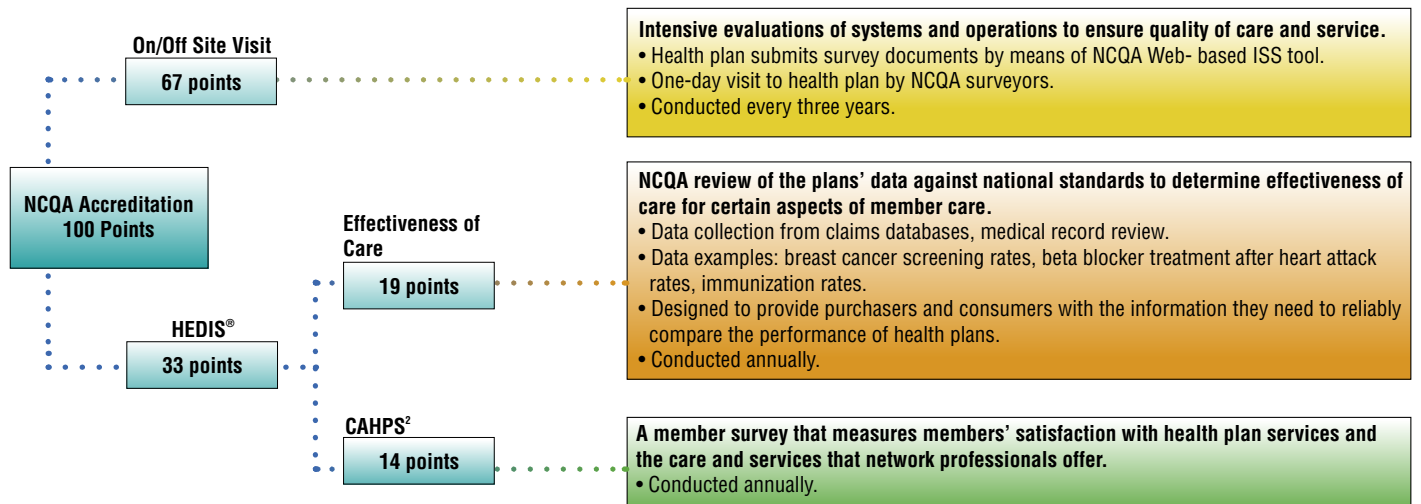 On/Off Site Visit
67 points
Intensive evaluations of systems and operations to ensure quality of care and service.
• Health plan submits survey documents by means of NCQA Web- based ISS tool.
• One-day visit to health plan by NCQA surveyors.
• Conducted every three years.
NCQA Accreditation
100 Points
Effectiveness of
Care
19 points
NCQA review of the plans’ data against national standards to determine effectiveness of
care for certain aspects of member care.
• Data collection from claims databases, medical record review.
• Data examples: breast cancer screening rates, beta blocker treatment after heart attack
rates, immunization rates.
• Designed to provide purchasers and consumers with the information they need to reliably
compare the performance of health plans.
• Conducted annually.
HEDIS®
33 points
CAHPS²
14 points
A member survey that measures members’ satisfaction with health plan services and
the care and services that network professionals offer.
• Conducted annually.